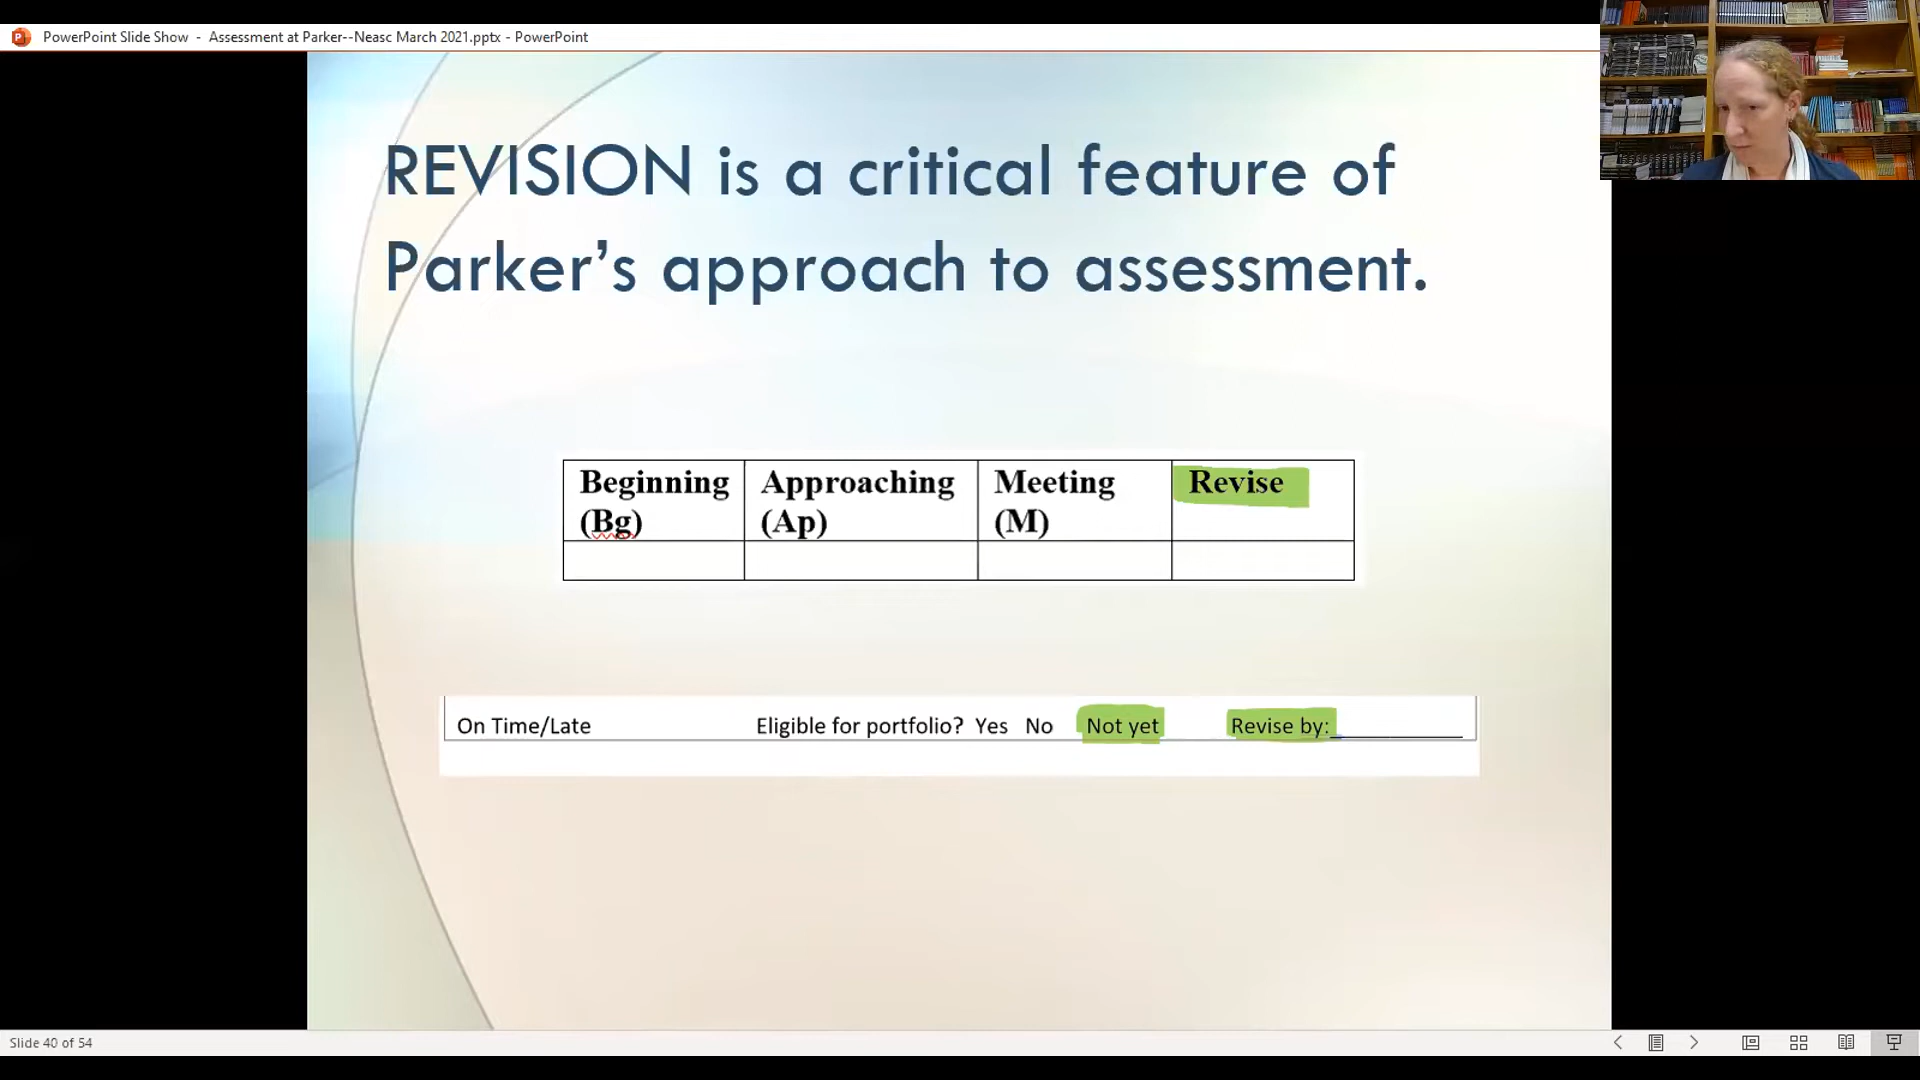 PowerPoint Slide Show - Assessment at Parker--Neasc March 2021.pptx - PowerPoint
REVISION is a critical feature of
Parker’s approach to assessment.
Beginning Approaching Meeting Revise
(Bg) (Ap) (M)
On Time/Late Eligible for portfolio? Yes No Not yet Revise by:____________
Slide 40 of 54